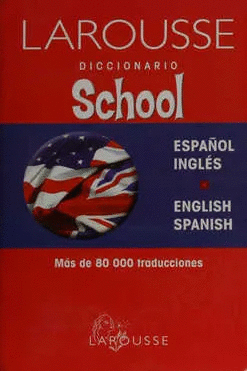 LAROUSSE
DICCIONARIO
School
ESPAÑOL
INGLÉS
ENGLISH
SPANISH
Más de 80 000 traducciones
LAROUSSE